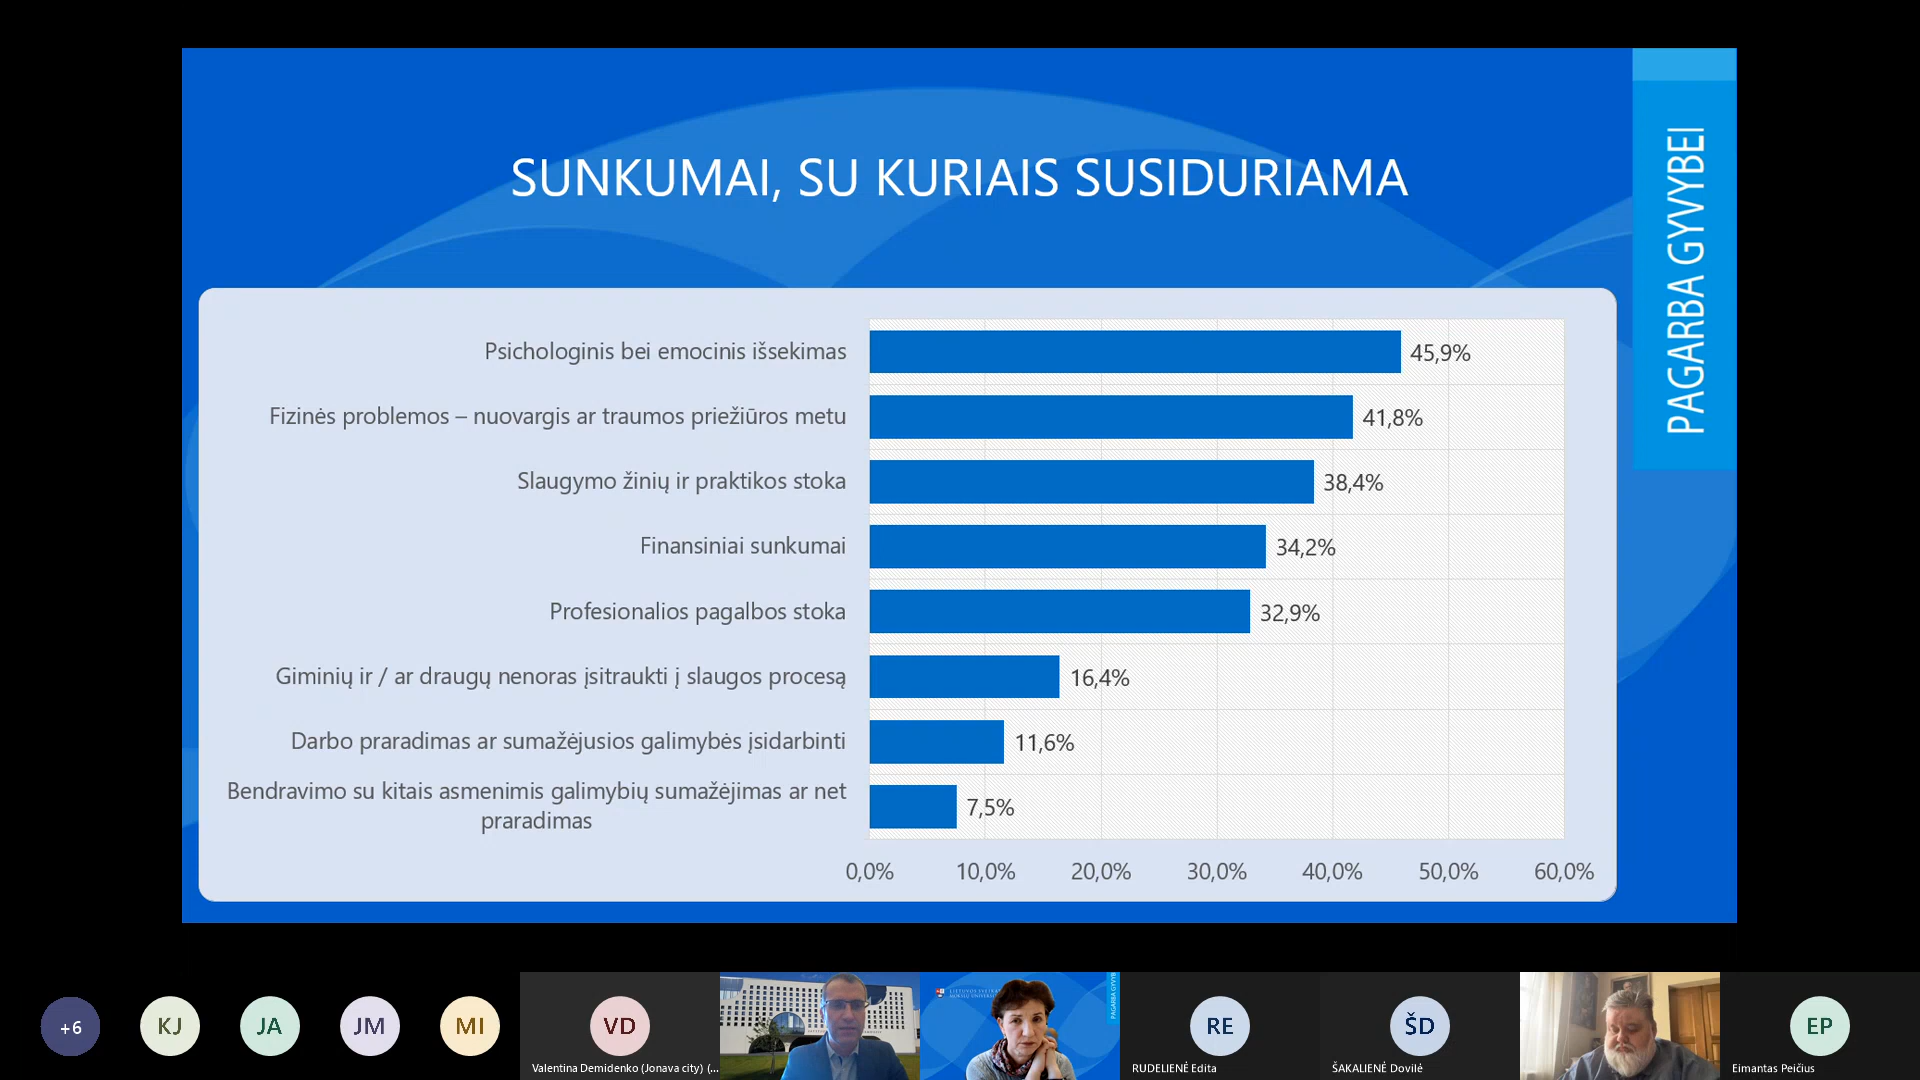 SUNKUMAI, SU KURIAIS SUSIDURIAMA
PAGARBA GYVYBEI
Psichologinis bei emocinis išsekimas
45,9%
Fizinės problemos – nuovargis ar traumos priežiūros metu
41,8%
Slaugymo žinių ir praktikos stoka
38,4%
Finansiniai sunkumai
34,2%
Profesionalios pagalbos stoka
32,9%
Giminių ir / ar draugų nenoras įsitraukti į slaugos procesą
16,4%
Darbo praradimas ar sumažėjusios galimybės įsidarbinti
11,6%
Bendravimo su kitais asmenimis galimybių sumažėjimas ar net
praradimas
7,5%
0,0% 10,0% 20,0% 30,0% 40,0% 50,0% 60,0%
+6
KJ
JA
JM
MI
VD
Valentina Demidenko (Jonava city) (...
RE
RUDELIENĖ Edita
ŠD
ŠAKALIENĖ Dovilė
EP
Eimantas Peičius